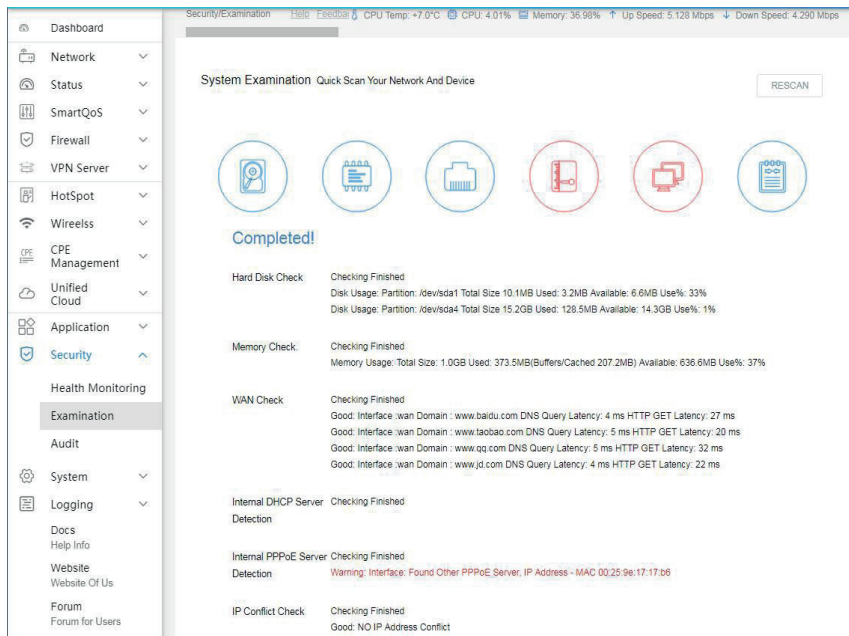 Security/Examination Help Feedba CPU Temp: +7.0°C CPU: 4.01% Memory: 36.98% ↑ Up Speed: 5.128 Mbps ↓ Down Speed: 4.290 Mbps
Dashboard
Network
Status
SmartQoS
Firewall
VPN Server
HotSpot
Wireelss
CPE
CPE
Management
Unified
Cloud
Application
Security
Health Monitoring
Examination
Audit
System
Logging
Docs
Help Info
Website
Website Of Us
Forum
Forum for Users
System Examination Quick Scan Your Network And Device
RESCAN
Completed!
Hard Disk Check Checking Finished
Disk Usage: Partition: /dev/sda1 Total Size 10.1MB Used: 3.2MB Available: 6.6MB Use%: 33%
Disk Usage: Partition: /dev/sda4 Total Size 15.2GB Used: 128.5MB Available: 14.3GB Use%: 1%
Memory Check. Checking Finished
Memory Usage: Total Size: 1.0GB Used: 373.5MB(Buffers/Cached 207.2MB) Available: 636.6MB Use%: 37%
WAN Check Checking Finished
Good: Interface :wan Domain : www.baidu.com DNS Query Latency: 4 ms HTTP GET Latency: 27 ms
Good: Interface :wan Domain : www.taobao.com DNS Query Latency: 5 ms HTTP GET Latency: 20 ms
Good: Interface :wan Domain : www.qq.com DNS Query Latency: 5 ms HTTP GET Latency: 32 ms
Good: Interface :wan Domain : www.jd.com DNS Query Latency: 4 ms HTTP GET Latency: 22 ms
Internal DHCP Server Checking Finished
Detection
Internal PPPoE Server Checking Finished
Detection Warning: Interface: Found Other PPPoE Server, IP Address - MAC 00:25:9e:17:17:b6
IP Conflict Check Checking Finished
Good: NO IP Address Conflict